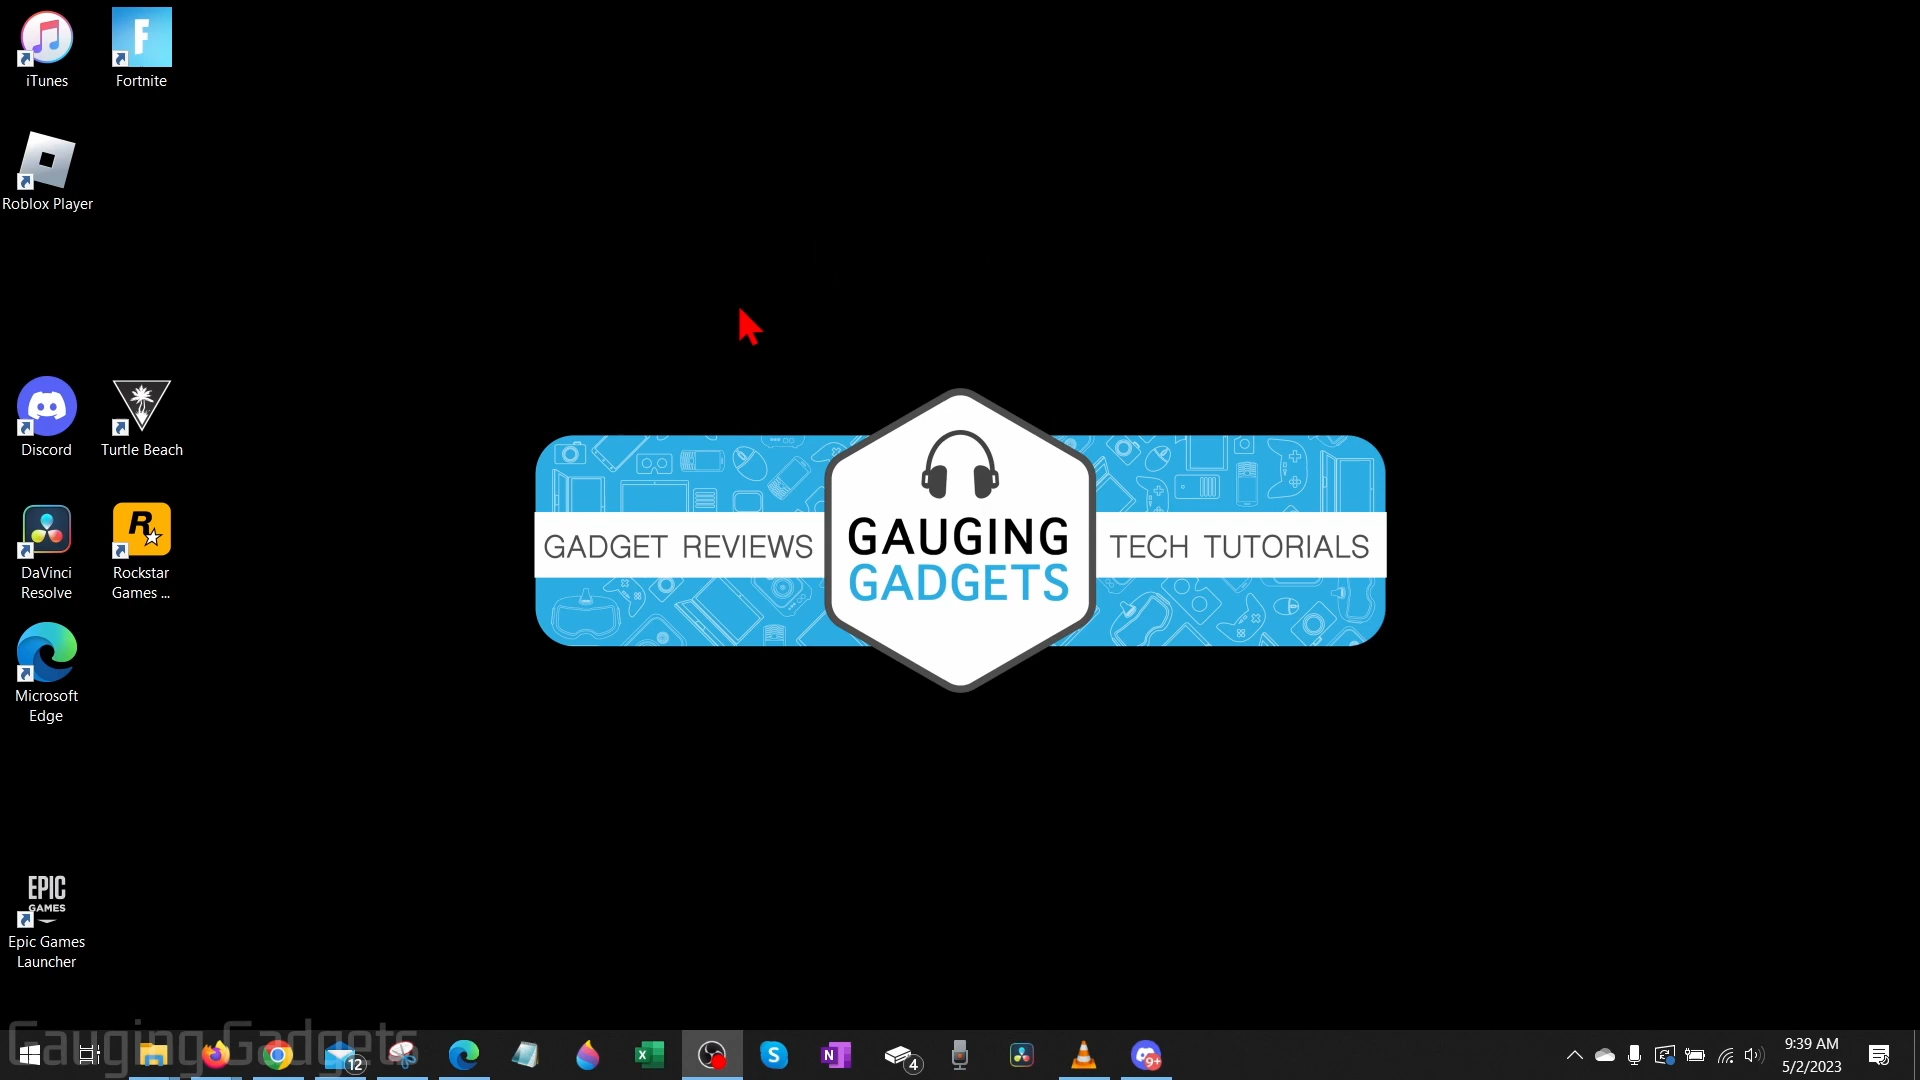 iTunes
Fortnite
Roblox Player
Discord
Turtle Beach
DaVinci
Resolve
Rockstar
Games ...
Microsoft
Edge
EPIC
GAMES
Epic Games
Launcher
GADGET REVIEWS
GAUGING
GADGETS
TECH TUTORIALS
Gauging Gadgets
12
4
9+
9:39 AM
5/2/2023